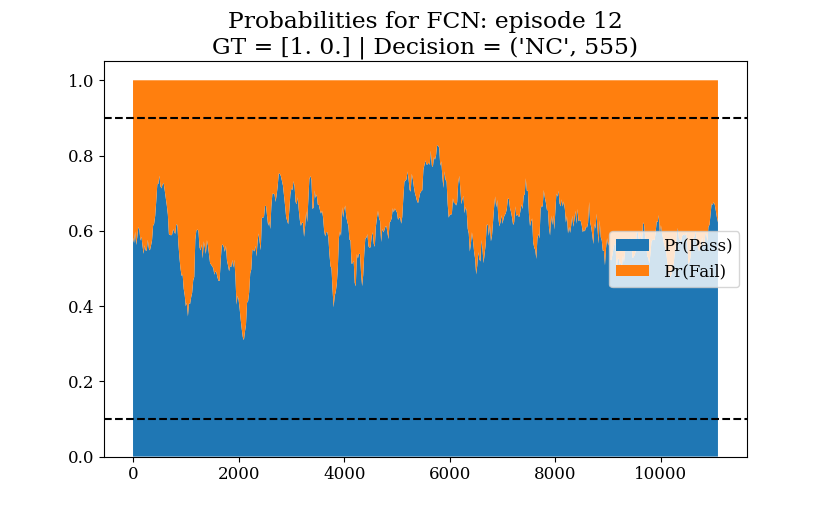 Probabilities for FCN: episode 12
GT = [1. 0.] | Decision = ('NC', 555)
1.0
0.8
0.6
0.4
0.2
0.0
Pr(Pass)
Pr(Fail)
0 2000 4000 6000 8000 10000